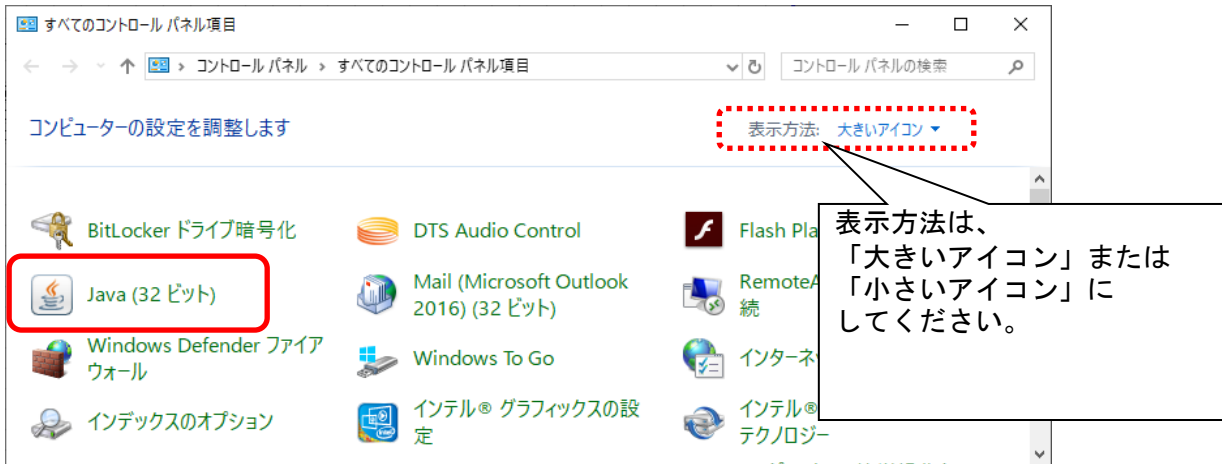 すべてのコントロール パネル項目
コントロール パネル › すべてのコントロール パネル項目
コントロール パネルの検索
コンピューターの設定を調整します
表示方法: 大きいアイコン
BitLocker ドライブ暗号化
DTS Audio Control
Flash Pla
Java (32 ビット)
Mail (Microsoft Outlook
2016) (32 ビット)
RemoteA
続
Windows Defender ファイア
ウォール
Windows To Go
インターネッ
インデックスのオプション
インテル® グラフィックスの設
定
インテル®
テクノロジー
表示方法は、
「大きいアイコン」または
「小さいアイコン」に
してください。